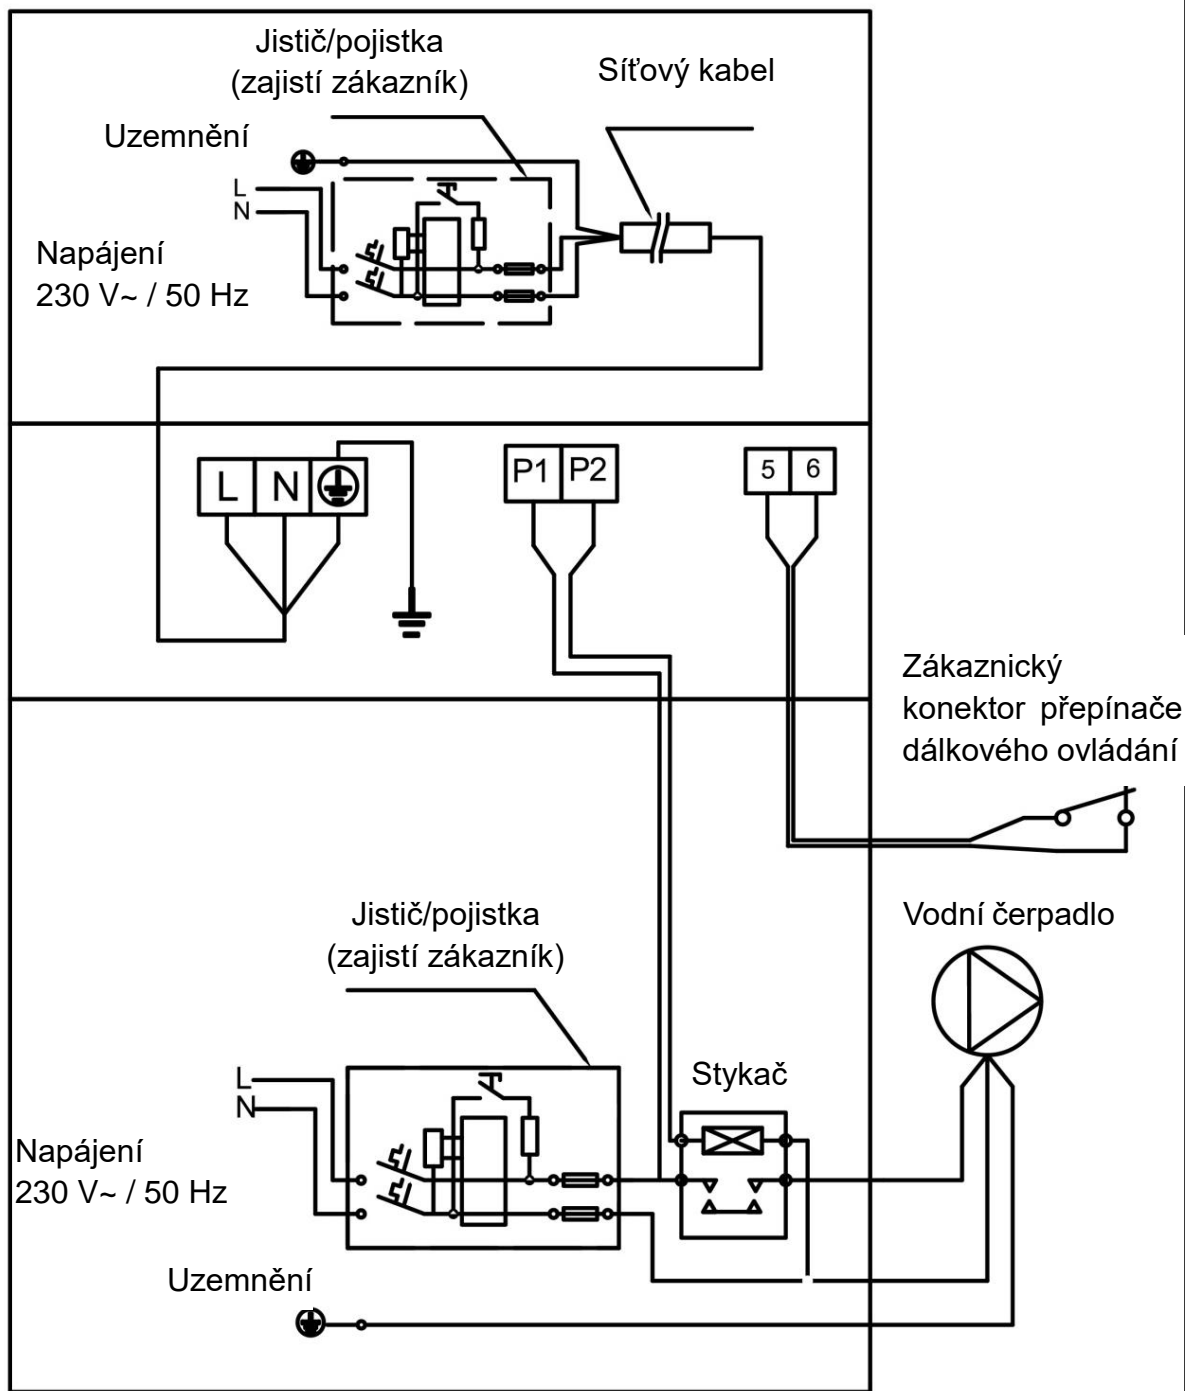 Jistič/pojistka
(zajistí zákazník)
Síťový kabel
Uzemnění
L
N
Napájení
230 V~ / 50 Hz
L N
P1 P2
5 6
Zákaznický
konektor přepínače
dálkového ovládání
Jistič/pojistka
(zajistí zákazník)
Vodní čerpadlo
Stykač
L
N
Napájení
230 V~ / 50 Hz
Uzemnění